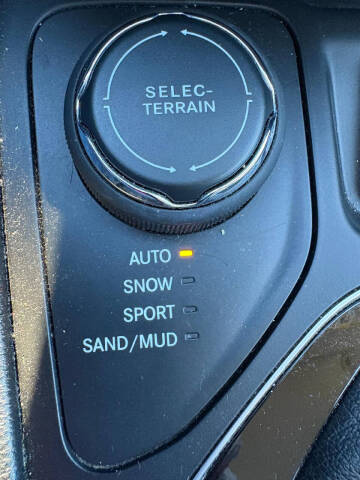 SELEC-
TERRAIN
AUTO
SNOW
SPORT
SAND/MUD